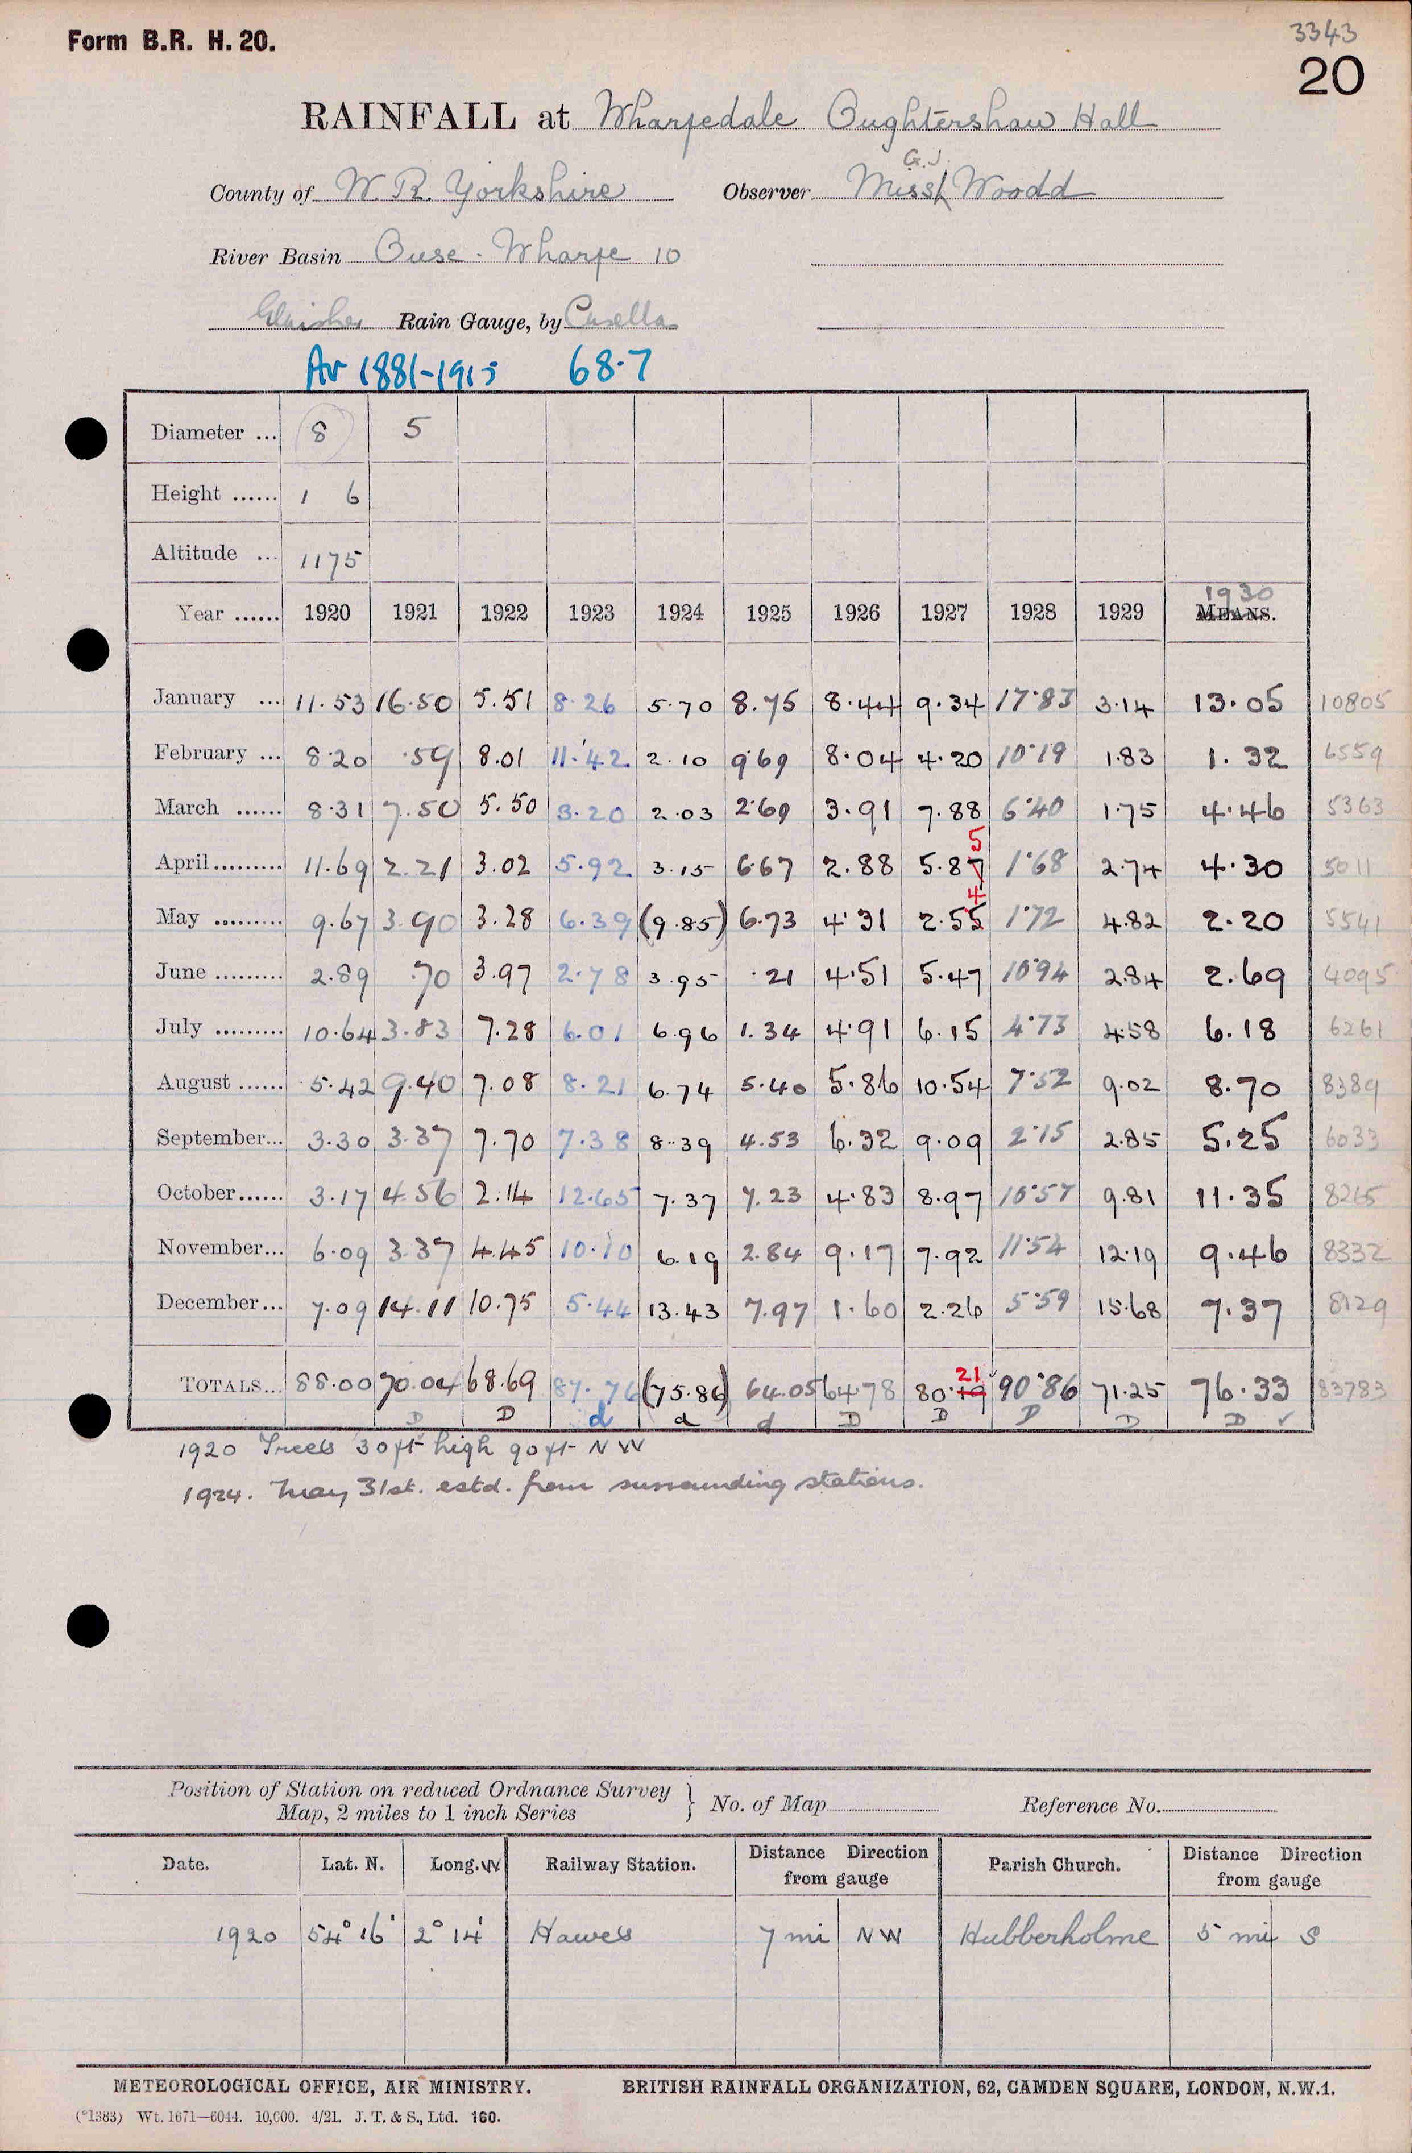 Form B.R. H. 20.
3343
20
RAINFALL at Wharfedale Oughtershaw Hall
County of W. R. Yorkshire Observer Miss G. J. Woodd
River Basin Ouse - Wharfe 10
Glaisher Rain Gauge, by Casella
Av 1881-1915 68.7
Diameter ... 8 5
Height ...... 1 6
Altitude ... 1175
Year ...... 1920 1921 1922 1923 1924 1925 1926 1927 1928 1929 MEANS. 1930
January ... 11.53 16.50 5.51 8.26 5.70 8.75 8.44 9.34 17.83 3.14 13.05 10805
February ... 8.20 .59 8.01 11.42 2.10 9.69 8.04 4.20 10.19 1.83 1.32 6559
March ...... 8.31 7.50 5.50 3.20 2.03 2.69 3.91 7.88 6.40 1.75 4.46 5363
April ......... 11.69 2.21 3.02 5.92 3.15 6.67 2.88 5.87 5 1.68 2.74 4.30 5011
May ......... 9.67 3.90 3.28 6.39 (9.85) 6.73 4.31 2.55 4 1.72 4.82 2.20 5541
June ......... 2.89 .70 3.97 2.78 3.95 .21 4.51 5.47 10.94 2.84 2.69 4095
July ......... 10.64 3.83 7.28 6.01 6.96 1.34 4.91 6.15 4.73 4.58 6.18 6261
August ...... 5.42 9.40 7.08 8.21 6.74 5.40 5.86 10.54 7.52 9.02 8.70 8389
September... 3.30 3.37 7.70 7.38 8.39 4.53 6.32 9.09 2.15 2.85 5.25 6033
October...... 3.17 4.56 2.14 12.65 7.37 7.23 4.83 8.97 10.57 9.81 11.35 8265
November... 6.09 3.37 4.45 10.10 6.19 2.84 9.17 7.92 11.54 12.19 9.46 8332
December... 7.09 14.11 10.75 5.44 13.43 7.97 1.60 2.26 5.59 15.68 7.37 8129
TOTALS... 88.00 70.04 68.69 87.76 (75.86) 64.05 64.78 80.19 21 90.86 71.25 76.33 83783
D D d d d D D D D D ✓
1920 Trees 30ft high 90ft NW
1924. May 31st. estd. from surrounding stations.
Position of Station on reduced Ordnance Survey
Map, 2 miles to 1 inch Series } No. of Map Reference No.
Date. Lat. N. Long. W Railway Station. Distance Direction from gauge Parish Church. Distance Direction from gauge
1920 54° 16' 2° 14' Hawes 7 mi NW Hubberholme 5 mi S
METEOROLOGICAL OFFICE, AIR MINISTRY. BRITISH RAINFALL ORGANIZATION, 62, CAMDEN SQUARE, LONDON, N.W.1.
(*1383) Wt. 1671—6044. 10,000. 4/21. J. T. & S., Ltd. 160.